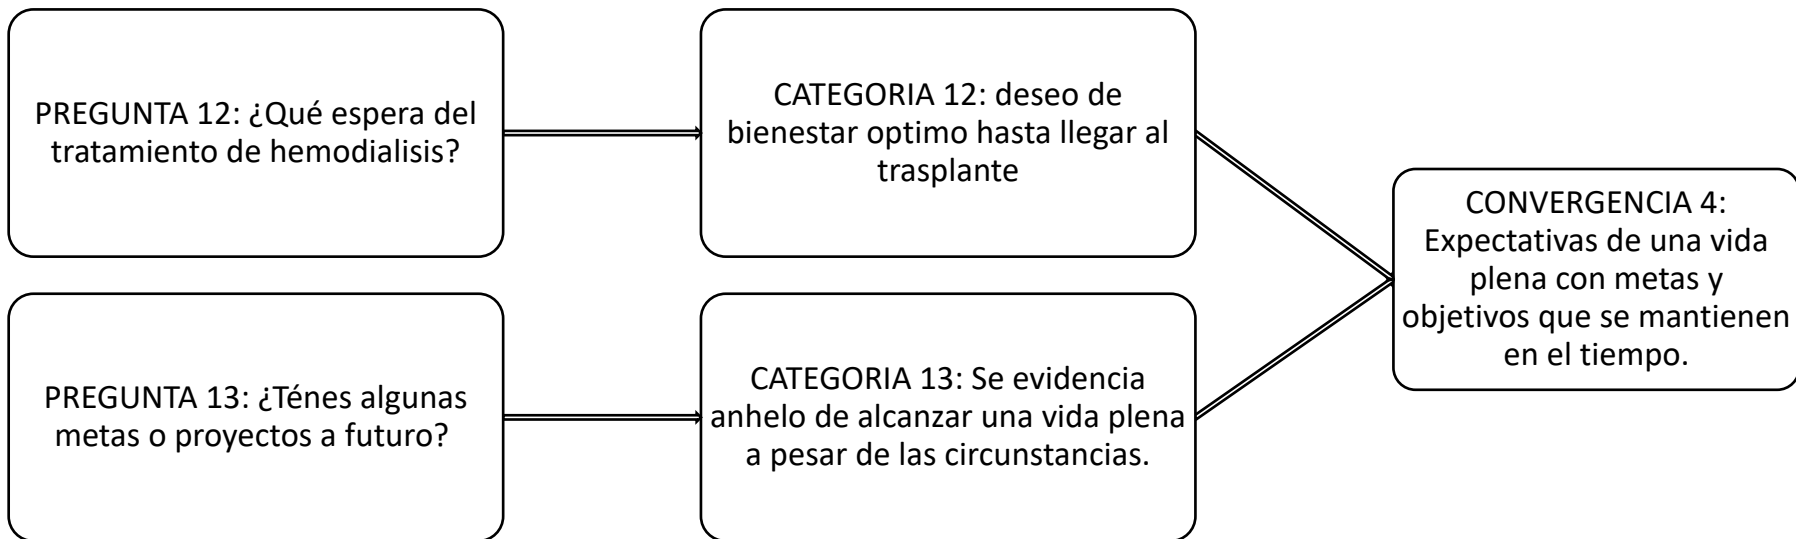 PREGUNTA 12: ¿Qué espera del
tratamiento de hemodialisis?
CATEGORIA 12: deseo de
bienestar optimo hasta llegar al
trasplante
PREGUNTA 13: ¿Ténes algunas
metas o proyectos a futuro?
CATEGORIA 13: Se evidencia
anhelo de alcanzar una vida plena
a pesar de las circunstancias.
CONVERGENCIA 4:
Expectativas de una vida
plena con metas y
objetivos que se mantienen
en el tiempo.